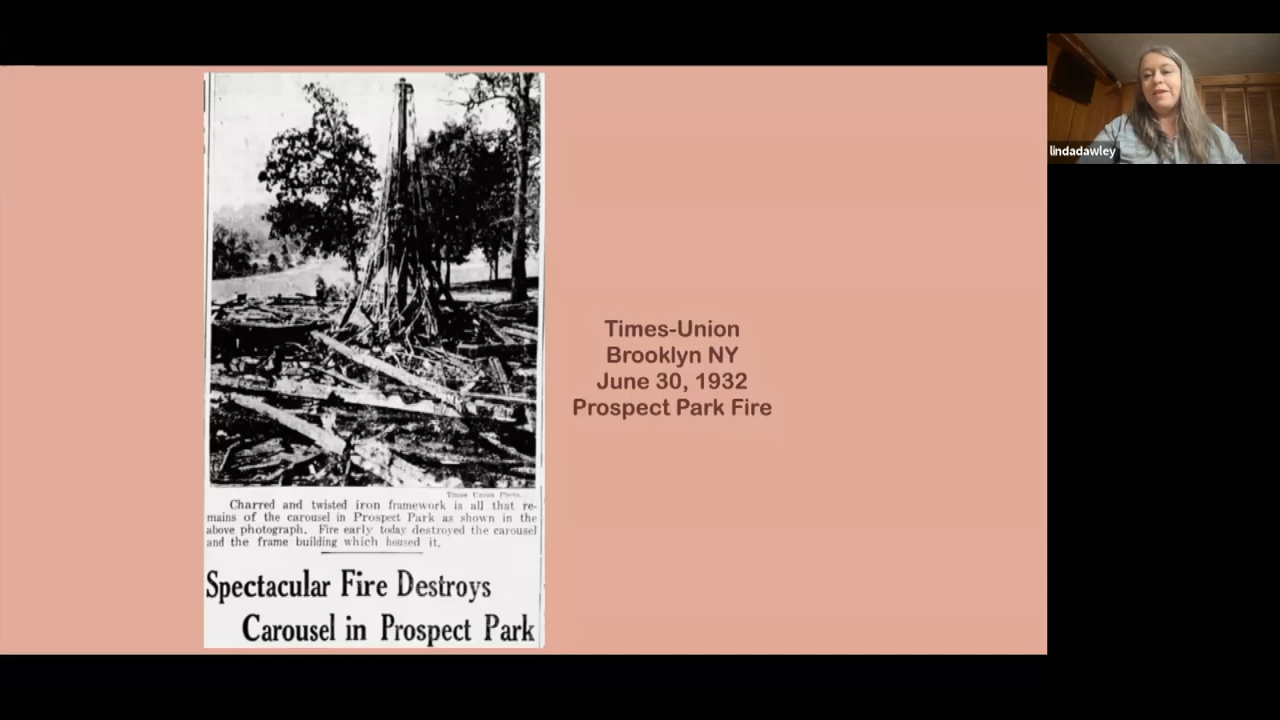 Times Union Photo.
Charred and twisted iron framework is all that re-
mains of the carousel in Prospect Park as shown in the
above photograph. Fire early today destroyed the carousel
and the frame building which housed it.
Spectacular Fire Destroys
Carousel in Prospect Park
Times-Union
Brooklyn NY
June 30, 1932
Prospect Park Fire
lindadawley